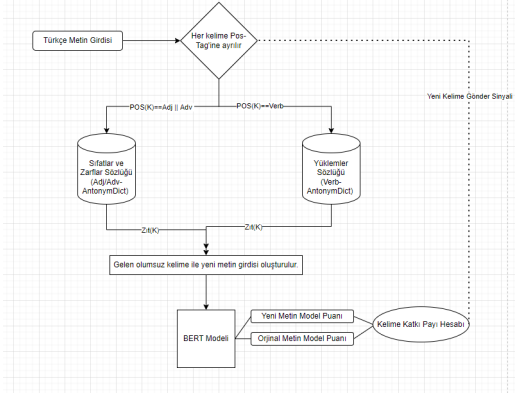 Türkçe Metin Girdisi
Her kelime Pos-
Tag'ine ayrılır
Yeni Kelime Gönder Sinyali
POS(K)==Adj || Adv
POS(K)==Verb
Sıfatlar ve
Zarflar Sözlüğü
(Adj/Adv-
AntonymDict)
Yüklemler
Sözlüğü
(Verb-
AntonymDict)
Zıt(K)
Zıt(K)
Gelen olumsuz kelime ile yeni metin girdisi oluşturulur.
BERT Modeli
Yeni Metin Model Puanı
Orjinal Metin Model Puanı
Kelime Katkı Payı Hesabı